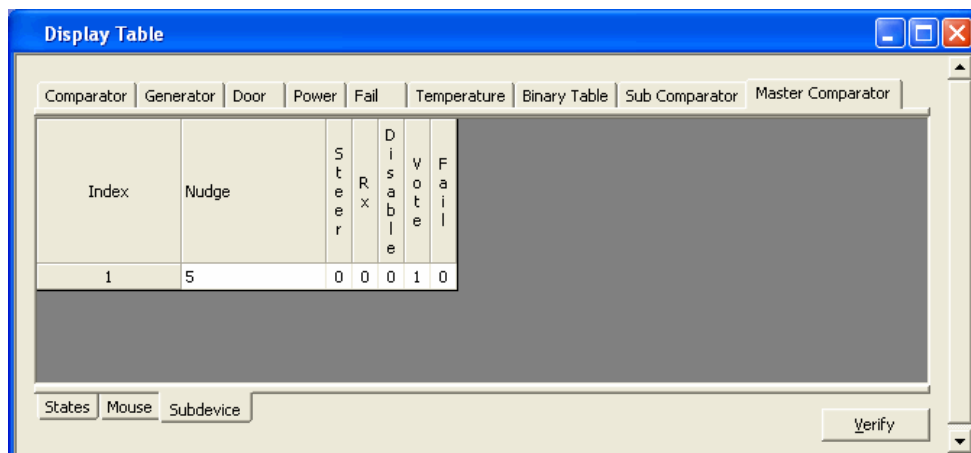 Display Table
Comparator Generator Door Power Fail Temperature Binary Table Sub Comparator Master Comparator
Index Nudge Steer Rx Disable Vote Fail
1 5 0 0 0 1 0
States Mouse Subdevice
Verify